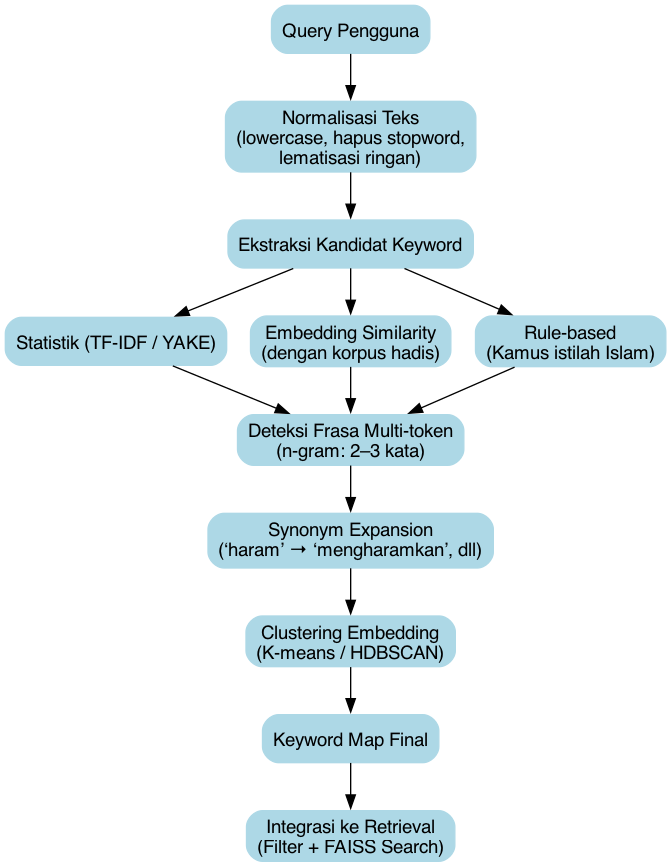 Query Pengguna
Normalisasi Teks
(lowercase, hapus stopword,
lematisasi ringan)
Ekstraksi Kandidat Keyword
Statistik (TF-IDF / YAKE)
Embedding Similarity
(dengan korpus hadis)
Rule-based
(Kamus istilah Islam)
Deteksi Frasa Multi-token
(n-gram: 2–3 kata)
Synonym Expansion
(‘haram’ → ‘mengharamkan’, dll)
Clustering Embedding
(K-means / HDBSCAN)
Keyword Map Final
Integrasi ke Retrieval
(Filter + FAISS Search)